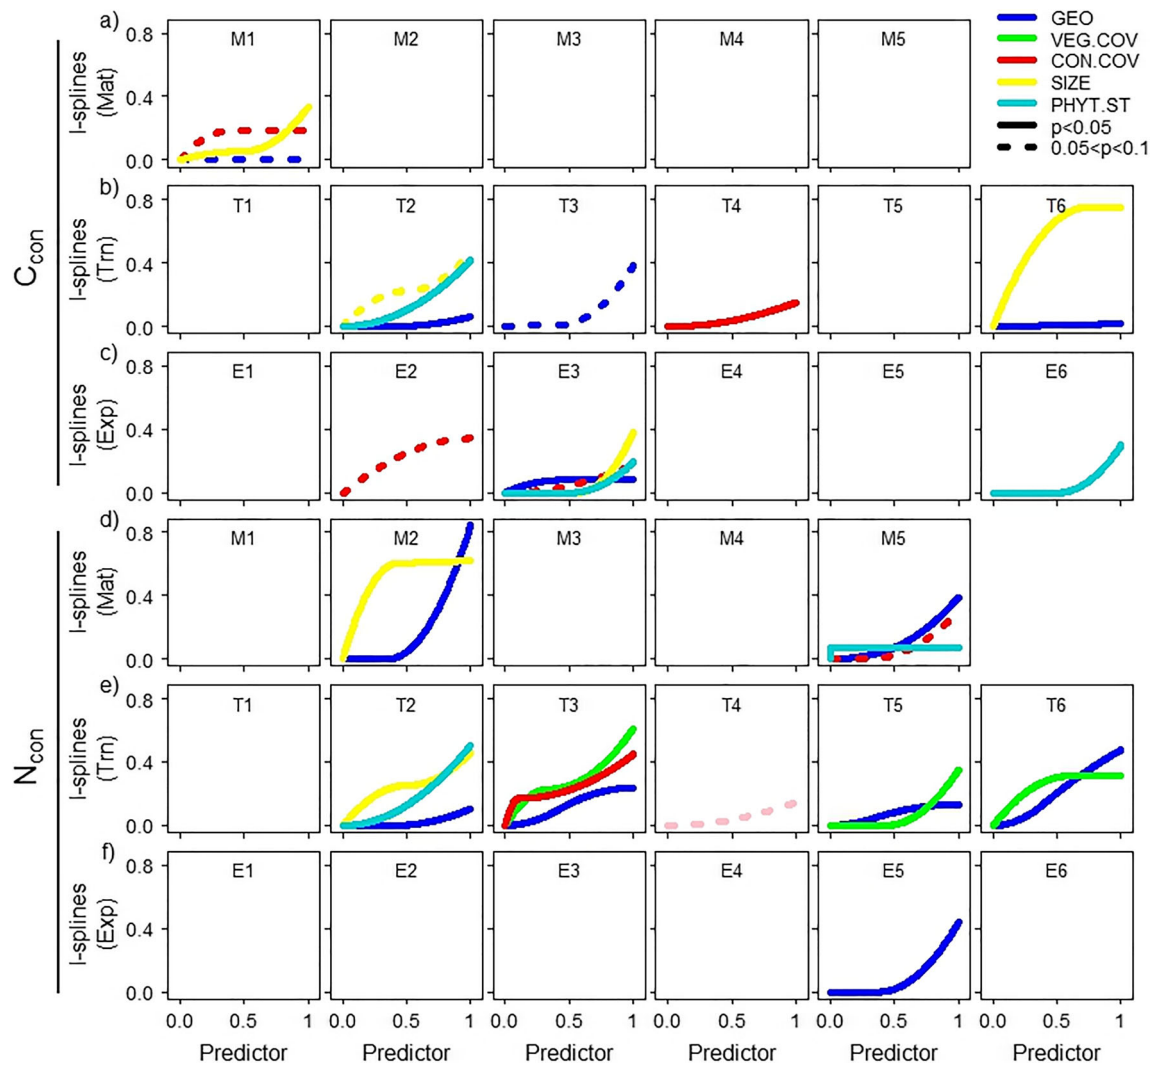 a)
I-splines
(Mat)
0.8
0.4
0.0
M1
M2
M3
M4
M5
GEO
VEG.COV
CON.COV
SIZE
PHYT.ST
p<0.05
0.05<p<0.1
Ccon
b)
I-splines
(Trn)
0.8
0.4
0.0
T1
T2
T3
T4
T5
T6
c)
I-splines
(Exp)
0.8
0.4
0.0
E1
E2
E3
E4
E5
E6
Ncon
d)
I-splines
(Mat)
0.8
0.4
0.0
M1
M2
M3
M4
M5
e)
I-splines
(Trn)
0.8
0.4
0.0
T1
T2
T3
T4
T5
T6
f)
I-splines
(Exp)
0.8
0.4
0.0
E1
E2
E3
E4
E5
E6
0.0 0.5 1
0.0 0.5 1
0.0 0.5 1
0.0 0.5 1
0.0 0.5 1
0.0 0.5 1
Predictor
Predictor
Predictor
Predictor
Predictor
Predictor